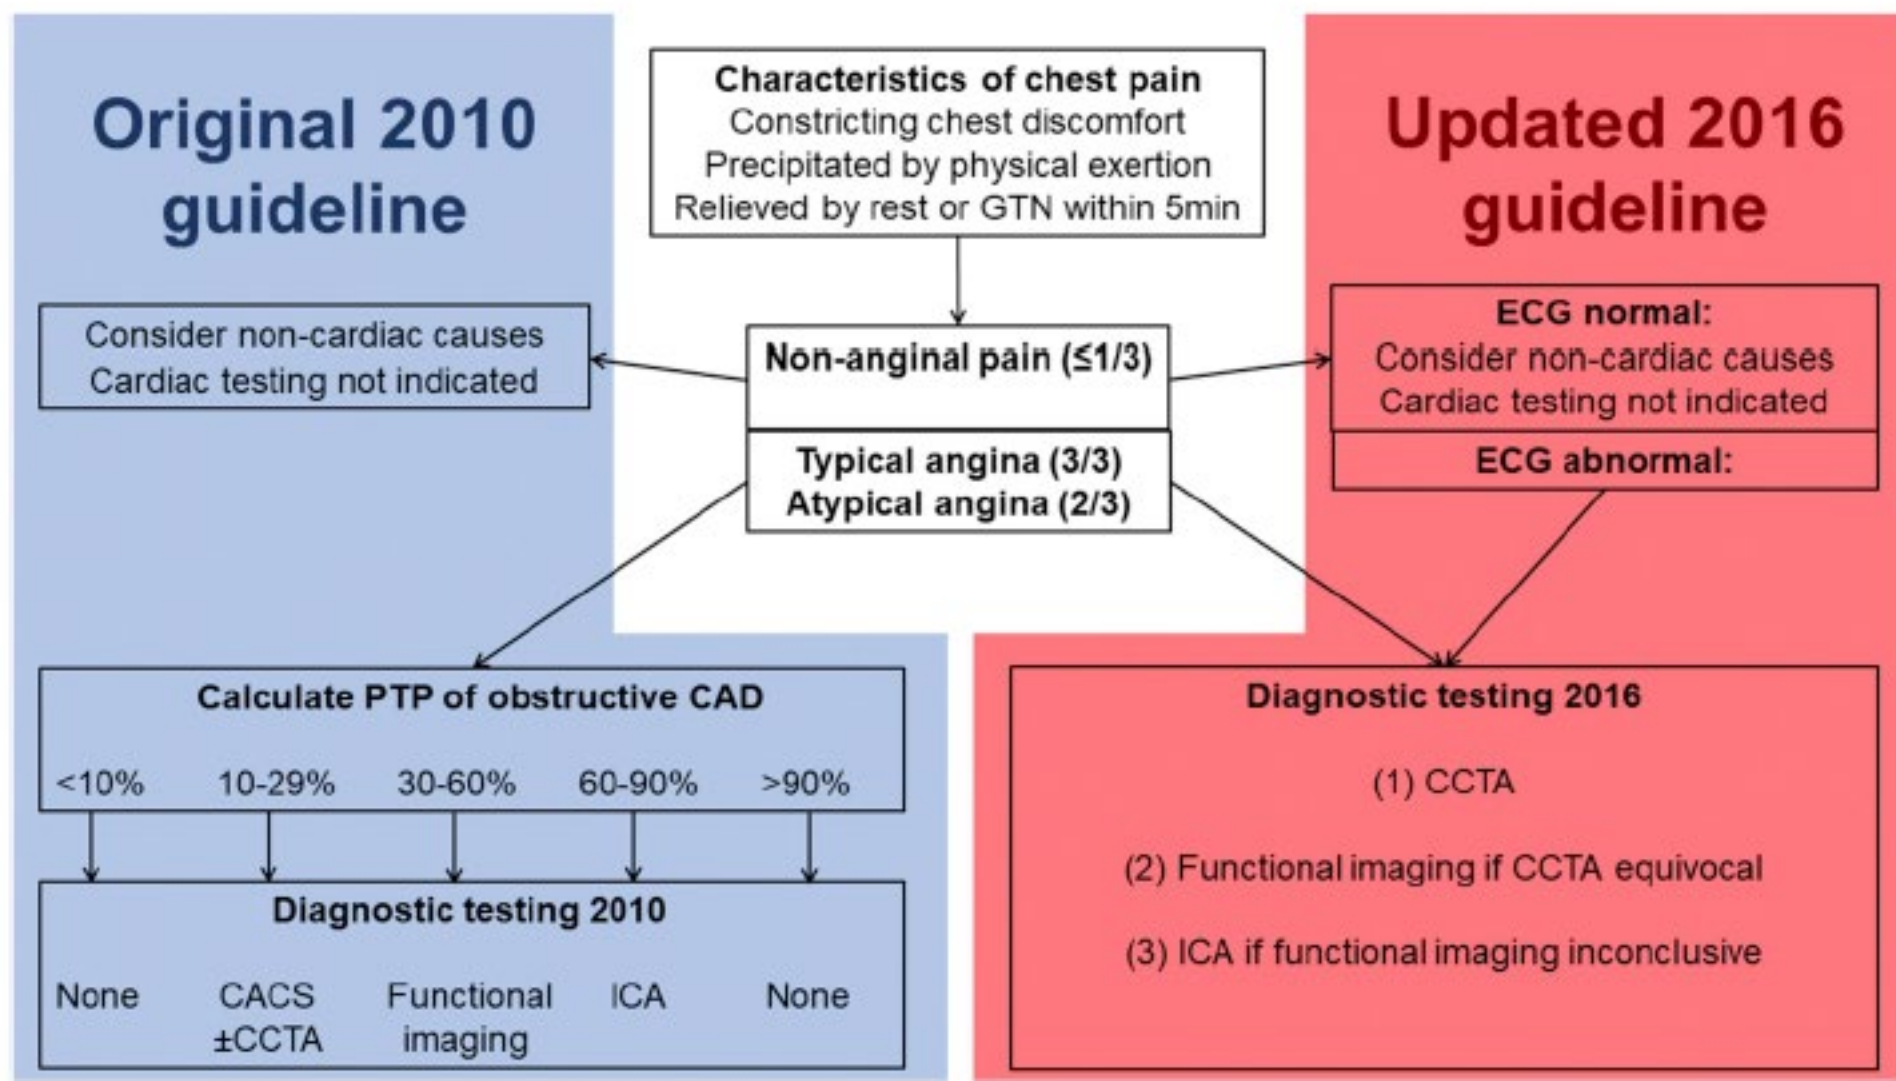 Original 2010
guideline
Characteristics of chest pain
Constricting chest discomfort
Precipitated by physical exertion
Relieved by rest or GTN within 5min
Updated 2016
guideline
Consider non-cardiac causes
Cardiac testing not indicated
Non-anginal pain (≤1/3)
Typical angina (3/3)
Atypical angina (2/3)
ECG normal:
Consider non-cardiac causes
Cardiac testing not indicated
ECG abnormal:
Calculate PTP of obstructive CAD
<10% 10-29% 30-60% 60-90% >90%
Diagnostic testing 2010
None CACS Functional ICA None
±CCTA imaging
Diagnostic testing 2016
(1) CCTA
(2) Functional imaging if CCTA equivocal
(3) ICA if functional imaging inconclusive